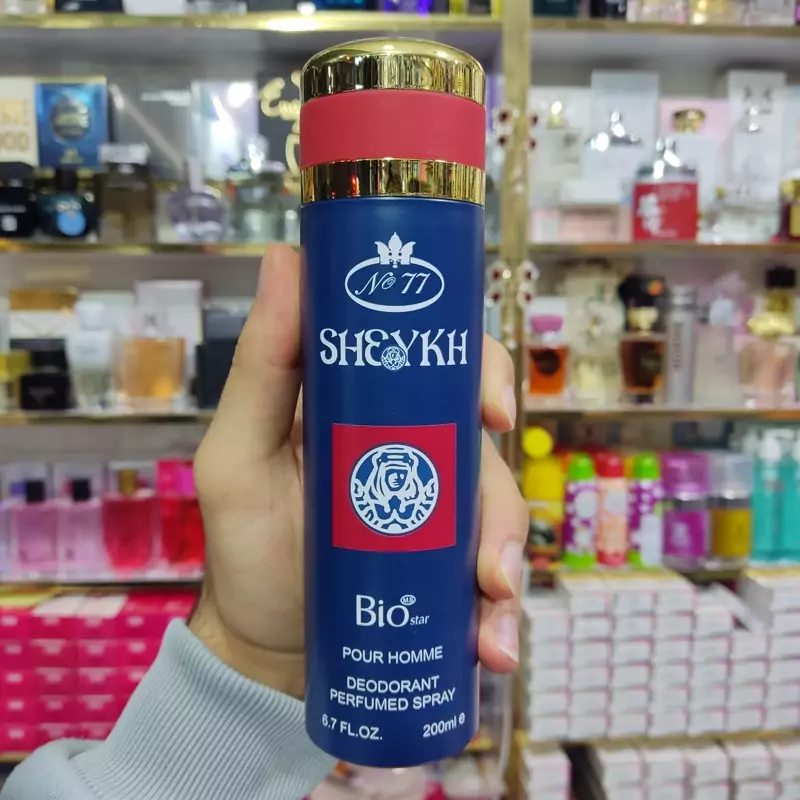 № 77
SHEYKH
Bio M.S star
POUR HOMME
DEODORANT
PERFUMED SPRAY
6.7 FL.OZ. 200ml e